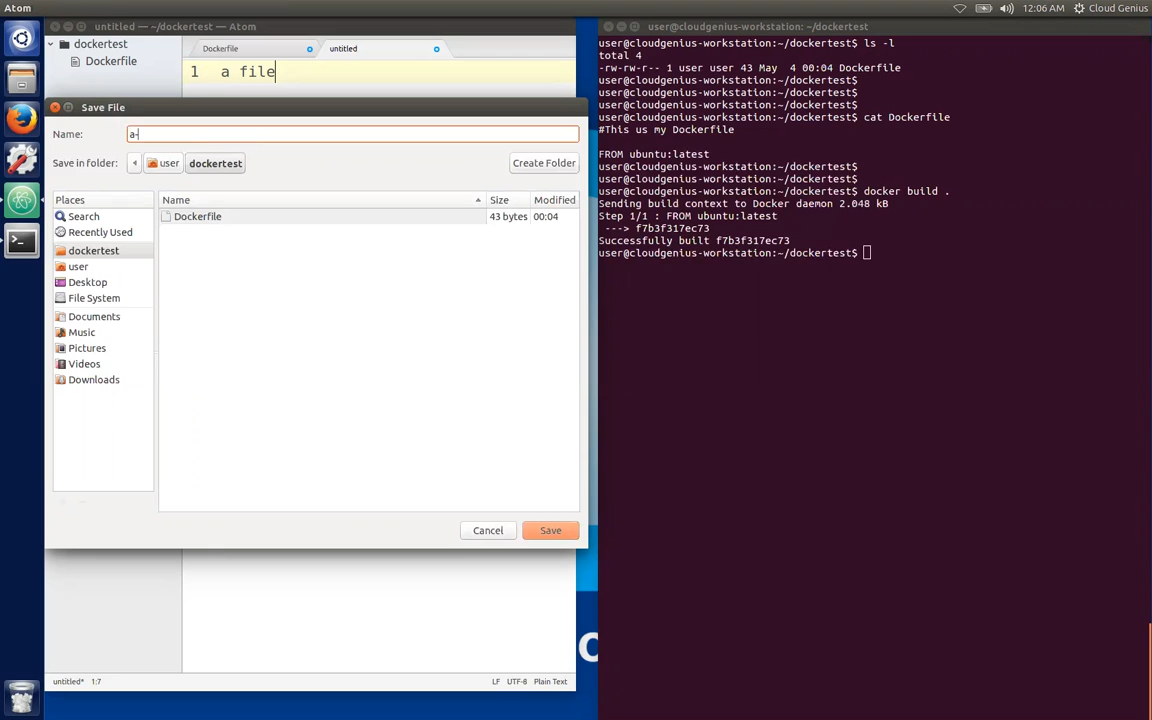 Atom
12:06 AM
Cloud Genius
untitled — ~/dockertest — Atom
dockertest
Dockerfile
Dockerfile
untitled
1 a file
Save File
Name:
a-
Save in folder:
user
dockertest
Create Folder
Places
Search
Recently Used
dockertest
user
Desktop
File System
Documents
Music
Pictures
Videos
Downloads
Name
Size
Modified
Dockerfile
43 bytes
00:04
Cancel
Save
untitled* 1:7
LF UTF-8 Plain Text
user@cloudgenius-workstation: ~/dockertest
user@cloudgenius-workstation:~/dockertest$ ls -l
total 4
-rw-rw-r-- 1 user user 43 May  4 00:04 Dockerfile
user@cloudgenius-workstation:~/dockertest$
user@cloudgenius-workstation:~/dockertest$
user@cloudgenius-workstation:~/dockertest$
user@cloudgenius-workstation:~/dockertest$ cat Dockerfile
#This us my Dockerfile
FROM ubuntu:latest
user@cloudgenius-workstation:~/dockertest$
user@cloudgenius-workstation:~/dockertest$
user@cloudgenius-workstation:~/dockertest$ docker build .
Sending build context to Docker daemon 2.048 kB
Step 1/1 : FROM ubuntu:latest
 ---> f7b3f317ec73
Successfully built f7b3f317ec73
user@cloudgenius-workstation:~/dockertest$